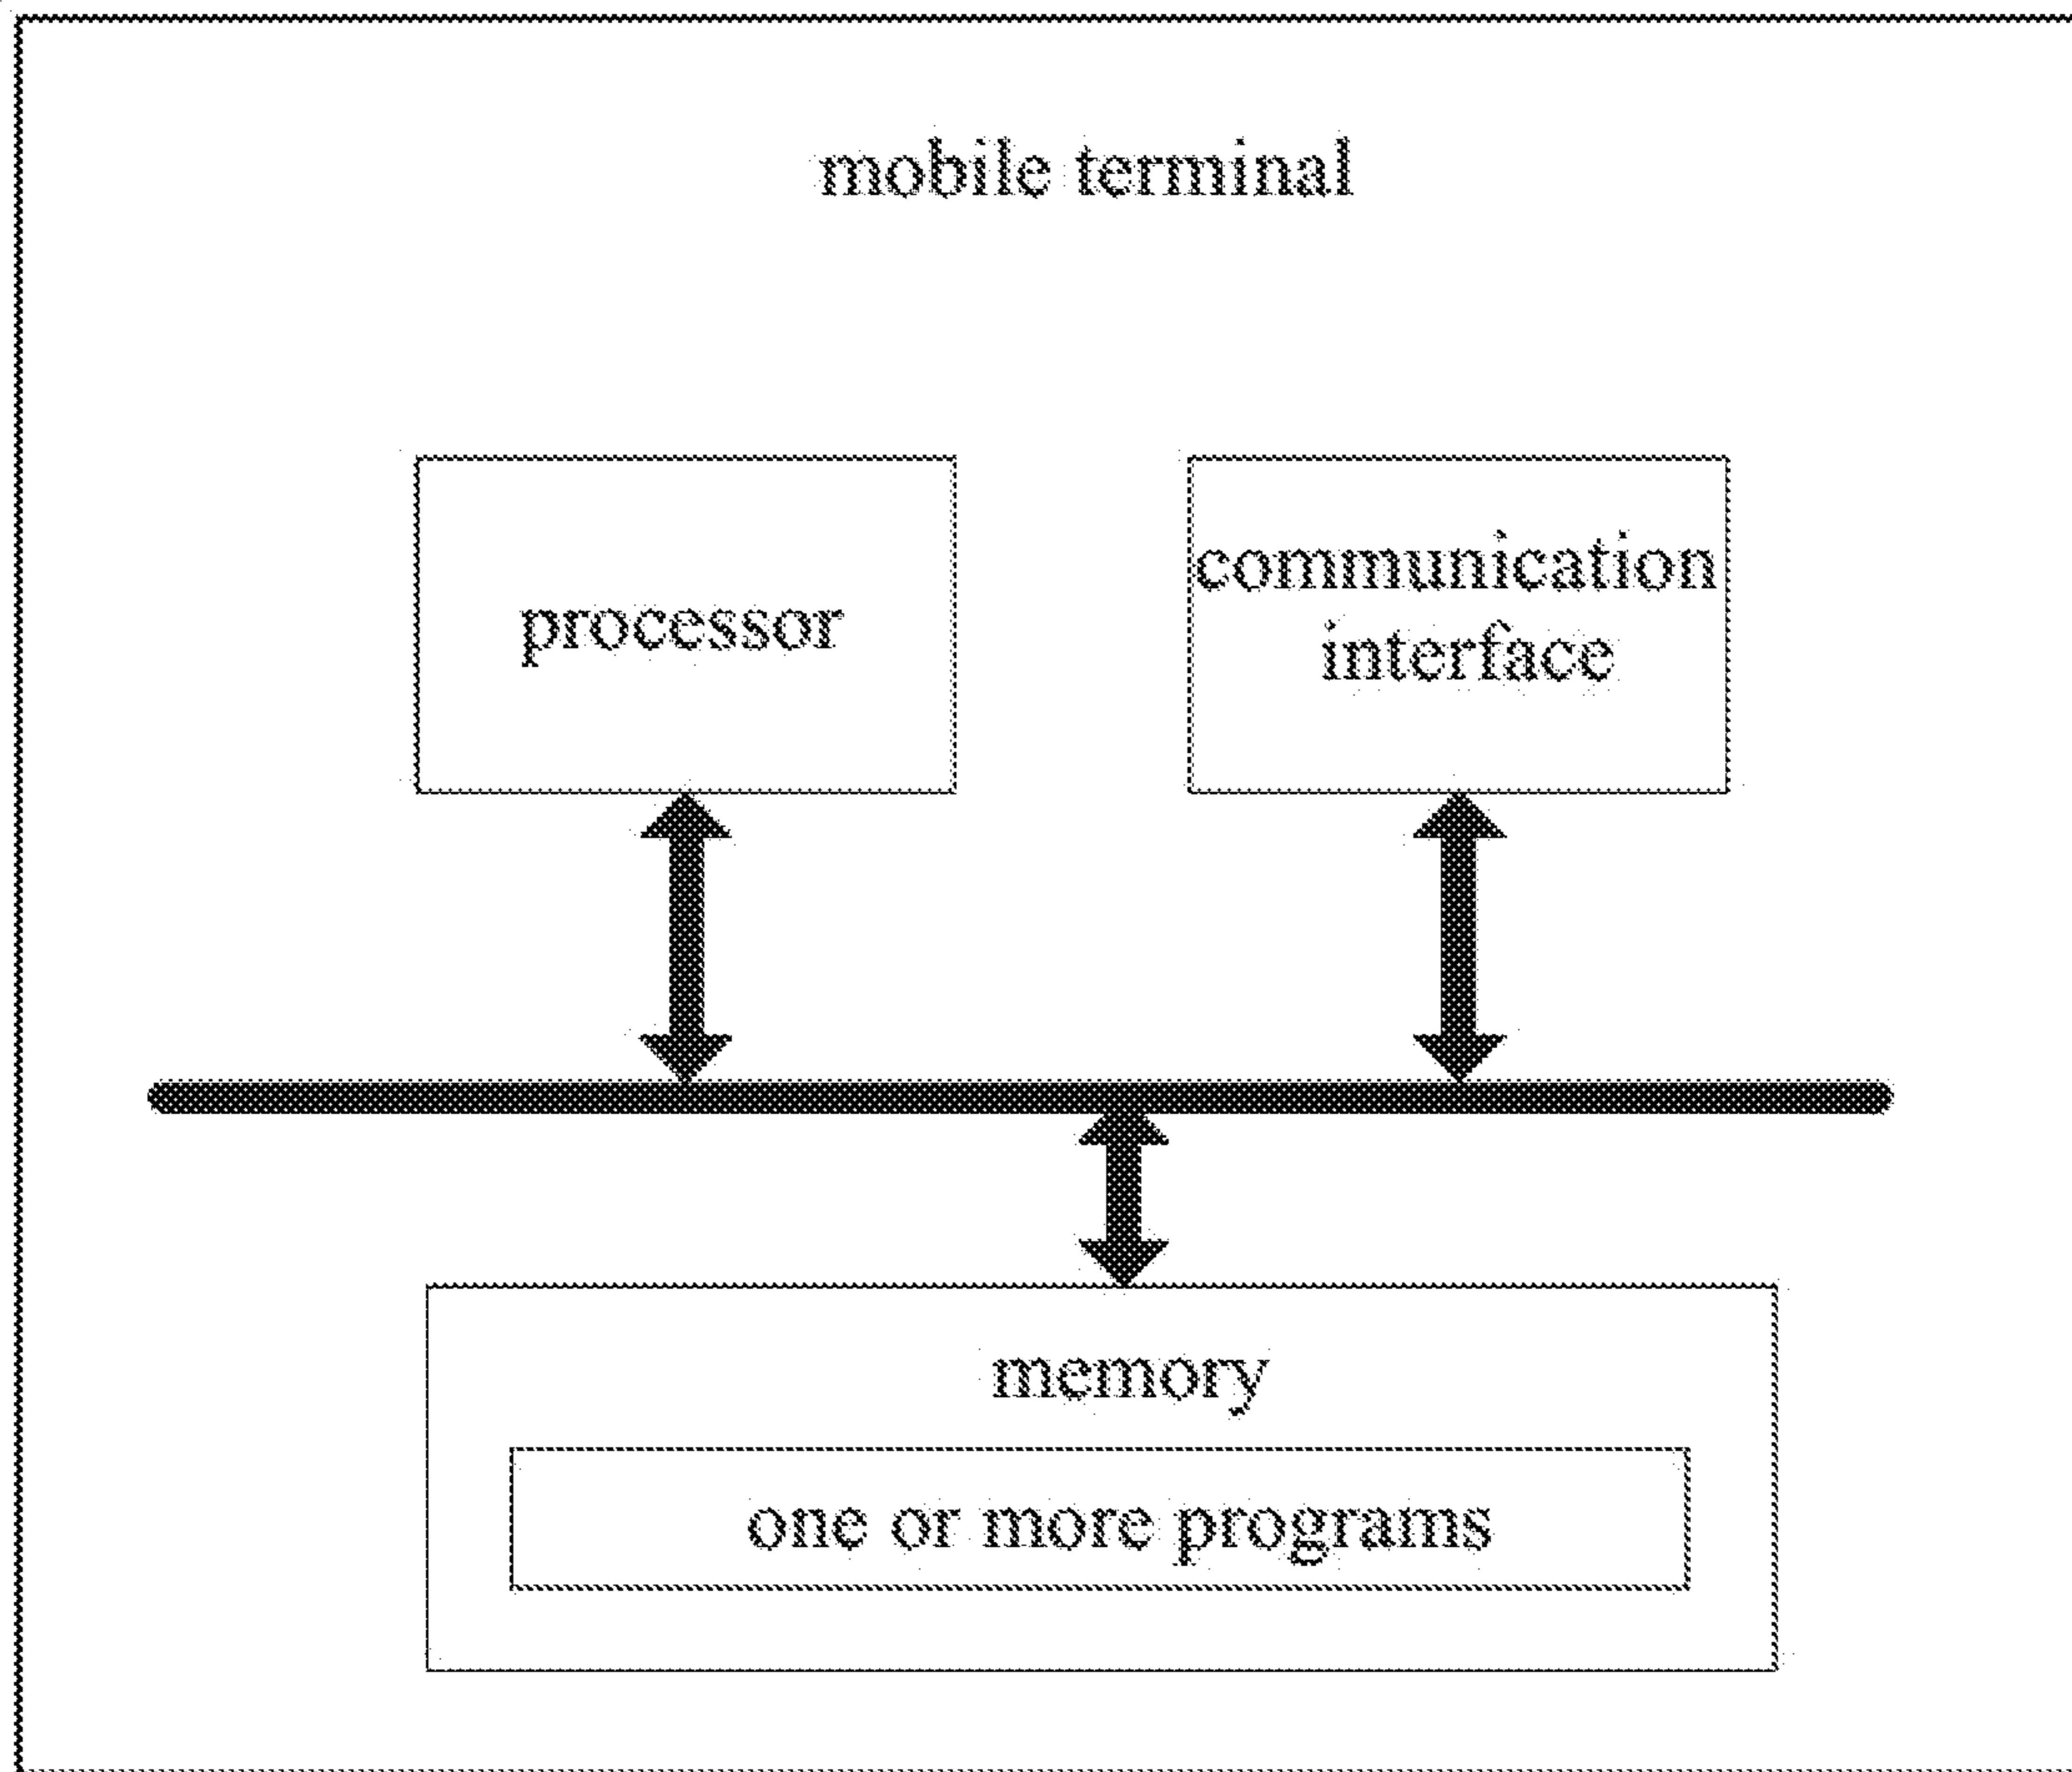 mobile terminal
processor
communication
interface
memory
one or more programs